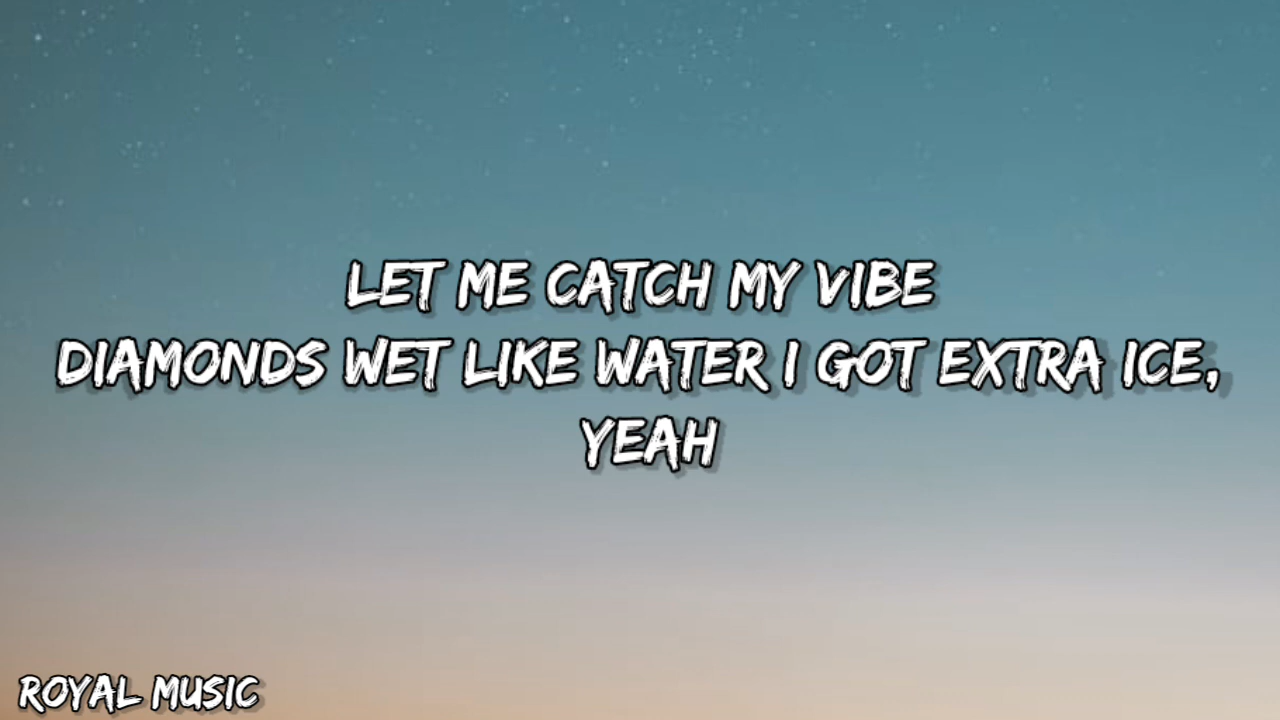 LET ME CATCH MY VIBE
DIAMONDS WET LIKE WATER I GOT EXTRA ICE,
YEAH
ROYAL MUSIC